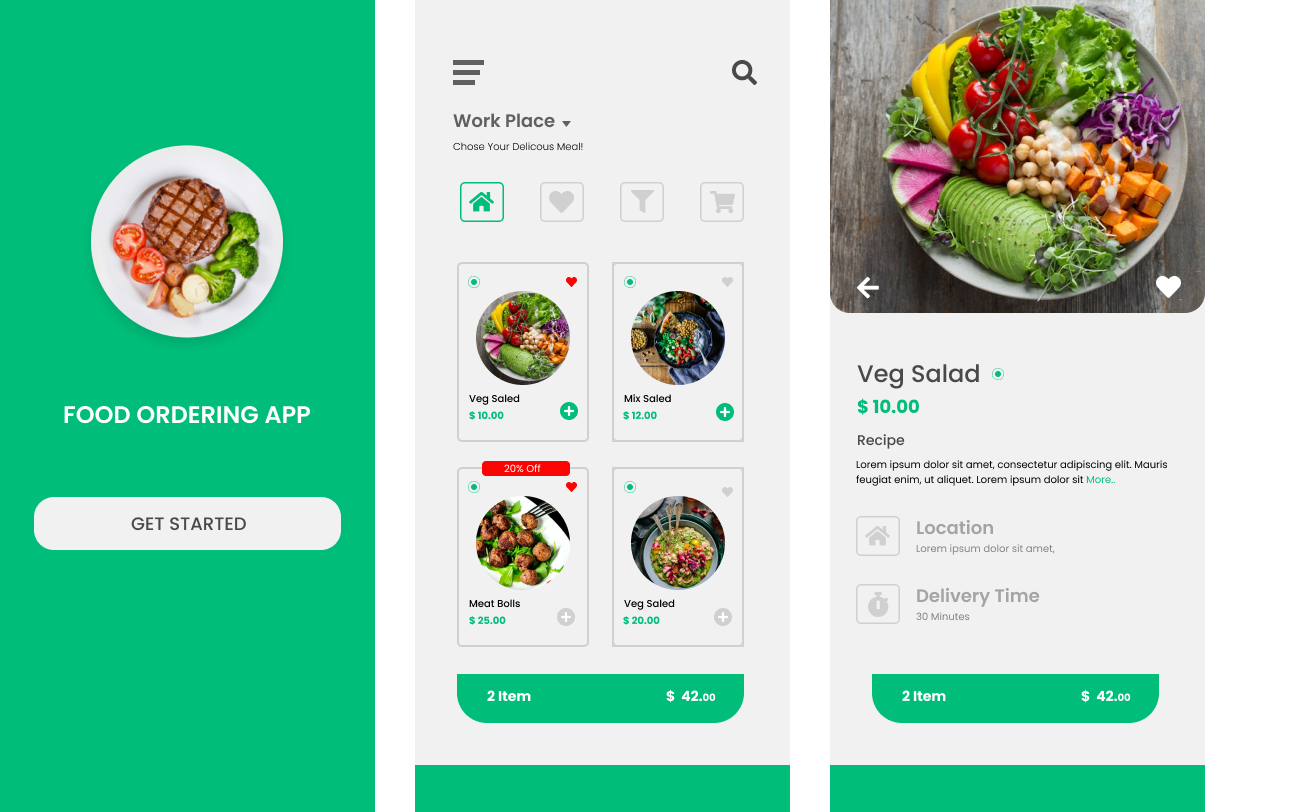 FOOD ORDERING APP
GET STARTED
Work Place
Chose Your Delicous Meal!
Veg Saled
$ 10.00
Mix Saled
$ 12.00
20% Off
Meat Bolls
$ 25.00
Veg Saled
$ 20.00
2 Item $ 42.00
Veg Salad
$ 10.00
Recipe
Lorem ipsum dolor sit amet, consectetur adipiscing elit. Mauris
feugiat enim, ut aliquet. Lorem ipsum dolor sit More..
Location
Lorem ipsum dolor sit amet,
Delivery Time
30 Minutes
2 Item $ 42.00